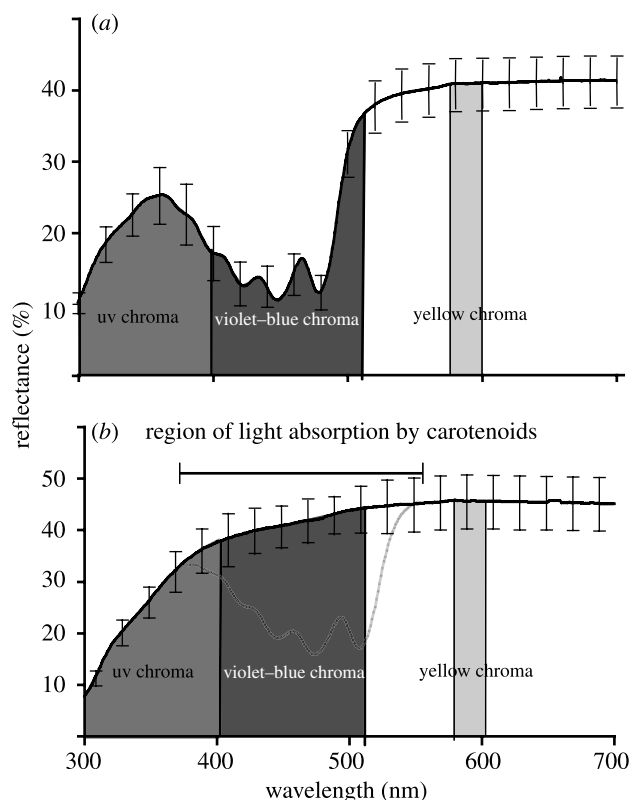 (a)
40
30
20
10
uv chroma
violet–blue chroma
yellow chroma
reflectance (%)
(b)
region of light absorption by carotenoids
50
40
30
20
10
uv chroma
violet–blue chroma
yellow chroma
300 400 500 600 700
wavelength (nm)